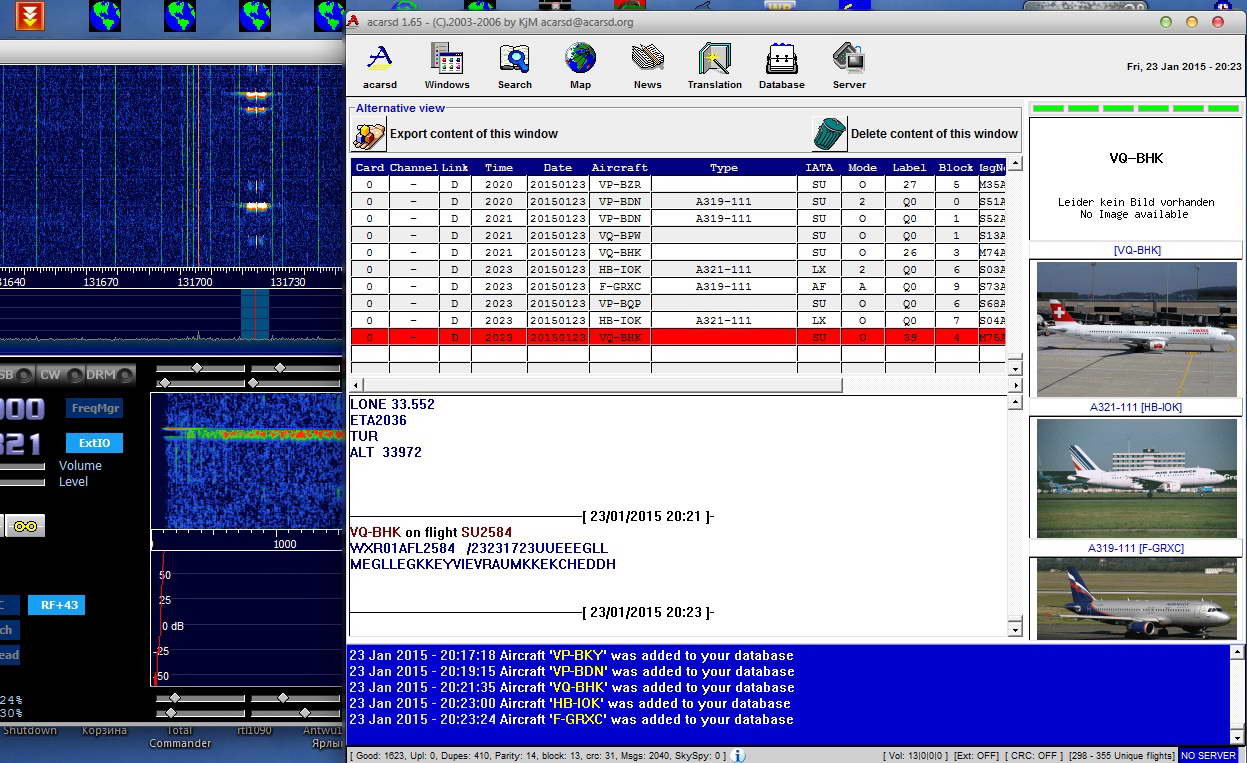 acarsd 1.65 - (C).2003-2006 by KjM acarsd@acarsd.org
acarsd Windows Search Map News Translation Database Server
Fri, 23 Jan 2015 - 20:23
Alternative view
Export content of this window
Delete content of this window
Card Channel Link Time Date Aircraft Type IATA Mode Label Block
0 - D 2020 20150123 VP-BZR SU O 27 5 M35A
0 - D 2020 20150123 VP-BDN A319-111 SU 2 Q0 0 S51A
0 - D 2021 20150123 VP-BDN A319-111 SU O Q0 1 S52A
0 - D 2021 20150123 VQ-BPW SU O Q0 1 S13A
0 - D 2021 20150123 VQ-BHK SU O 26 3 M74A
0 - D 2023 20150123 HB-IOK A321-111 LX 2 Q0 6 S03A
0 - D 2023 20150123 F-GRXC A319-111 AF A Q0 9 S73A
0 - D 2023 20150123 VP-BQP SU O Q0 6 S68A
0 - D 2023 20150123 HB-IOK A321-111 LX O Q0 7 S04A
0 - D 2023 20150123 VQ-BHK SU O 39 4 M75A
LONE 33.552
ETA2036
TUR
ALT 33972
[ 23/01/2015 20:21 ]-
VQ-BHK on flight SU2584
WXR01AFL2584 /23231723UUEEEGLL
MEGLLEGKKEYVIEVRAUMKKEKCHEDDH
[ 23/01/2015 20:23 ]-
23 Jan 2015 - 20:17:18 Aircraft 'VP-BKY' was added to your database
23 Jan 2015 - 20:19:15 Aircraft 'VP-BDN' was added to your database
23 Jan 2015 - 20:21:35 Aircraft 'VQ-BHK' was added to your database
23 Jan 2015 - 20:23:00 Aircraft 'HB-IOK' was added to your database
23 Jan 2015 - 20:23:24 Aircraft 'F-GRXC' was added to your database
[ Good: 1623, Upl: 0, Dupes: 410, Parity: 14, block: 13, crc: 31, Msgs: 2040, SkySpy: 0 ]
[ Vol: 13|0|0|0 ] [Ext: OFF] [ CRC: OFF ] [298 - 355 Unique flights] NO SERVER
VQ-BHK
Leider kein Bild vorhanden
No Image available
[VQ-BHK]
A321-111 [HB-IOK]
AIR FRANCE
A319-111 [F-GRXC]
31640 131670 131700 131730
SB CW DRM
000
FreqMgr
321
ExtIO
Volume
Level
1000
50
25
0 dB
-25
-50
RF+43
24%
30%
Shutdown Корзина Total Commander rtl1090 Antwu1
Ярлы